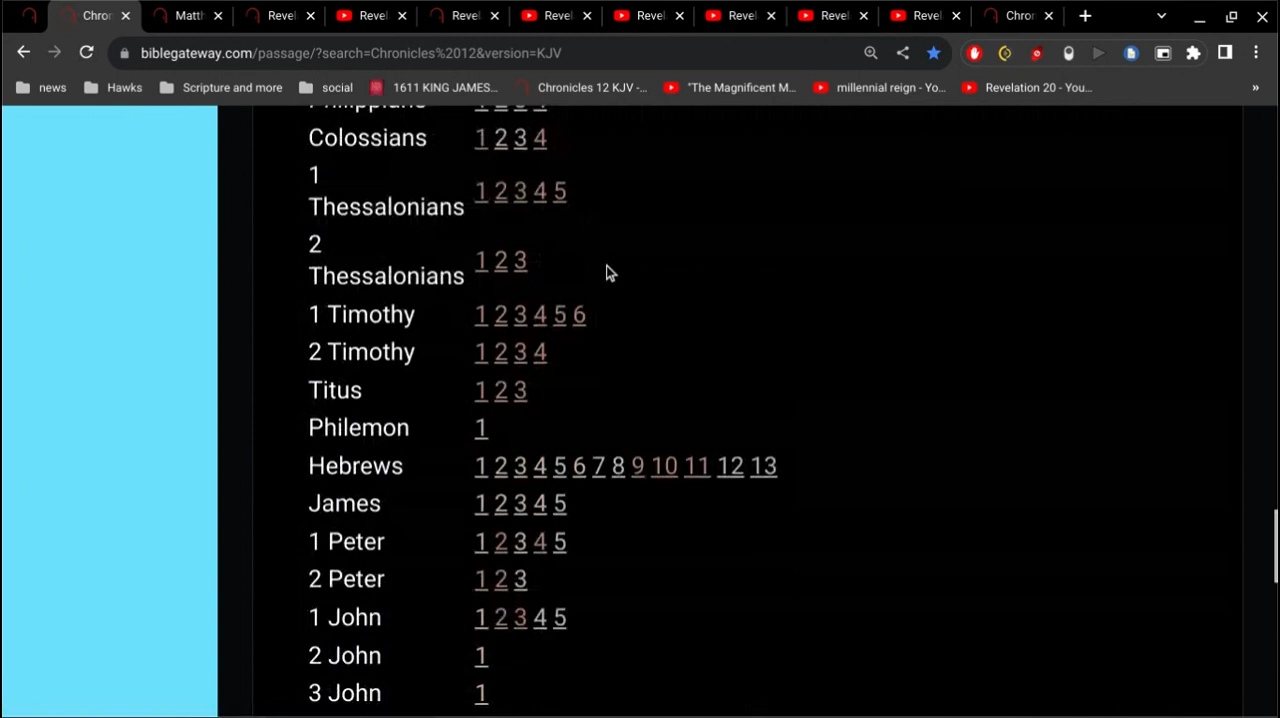 Chron
Matth
Revel
Revel
Revel
Revel
Revel
Revel
Revel
Revel
Chron
biblegateway.com/passage/?search=Chronicles%2012&version=KJV
news
Hawks
Scripture and more
social
1611 KING JAMES...
Chronicles 12 KJV -...
"The Magnificent M...
millennial reign - Yo...
Revelation 20 - You...
»
Philippians 1 2 3 4
Colossians 1 2 3 4
1
Thessalonians 1 2 3 4 5
2
Thessalonians 1 2 3
1 Timothy 1 2 3 4 5 6
2 Timothy 1 2 3 4
Titus 1 2 3
Philemon 1
Hebrews 1 2 3 4 5 6 7 8 9 10 11 12 13
James 1 2 3 4 5
1 Peter 1 2 3 4 5
2 Peter 1 2 3
1 John 1 2 3 4 5
2 John 1
3 John 1